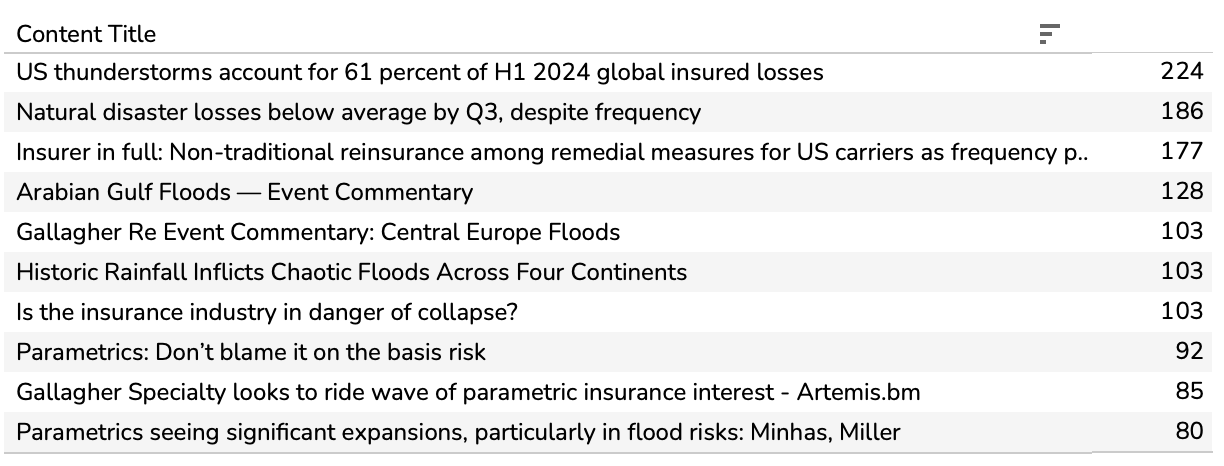 Content Title
US thunderstorms account for 61 percent of H1 2024 global insured losses 224
Natural disaster losses below average by Q3, despite frequency 186
Insurer in full: Non-traditional reinsurance among remedial measures for US carriers as frequency p.. 177
Arabian Gulf Floods — Event Commentary 128
Gallagher Re Event Commentary: Central Europe Floods 103
Historic Rainfall Inflicts Chaotic Floods Across Four Continents 103
Is the insurance industry in danger of collapse? 103
Parametrics: Don’t blame it on the basis risk 92
Gallagher Specialty looks to ride wave of parametric insurance interest - Artemis.bm 85
Parametrics seeing significant expansions, particularly in flood risks: Minhas, Miller 80